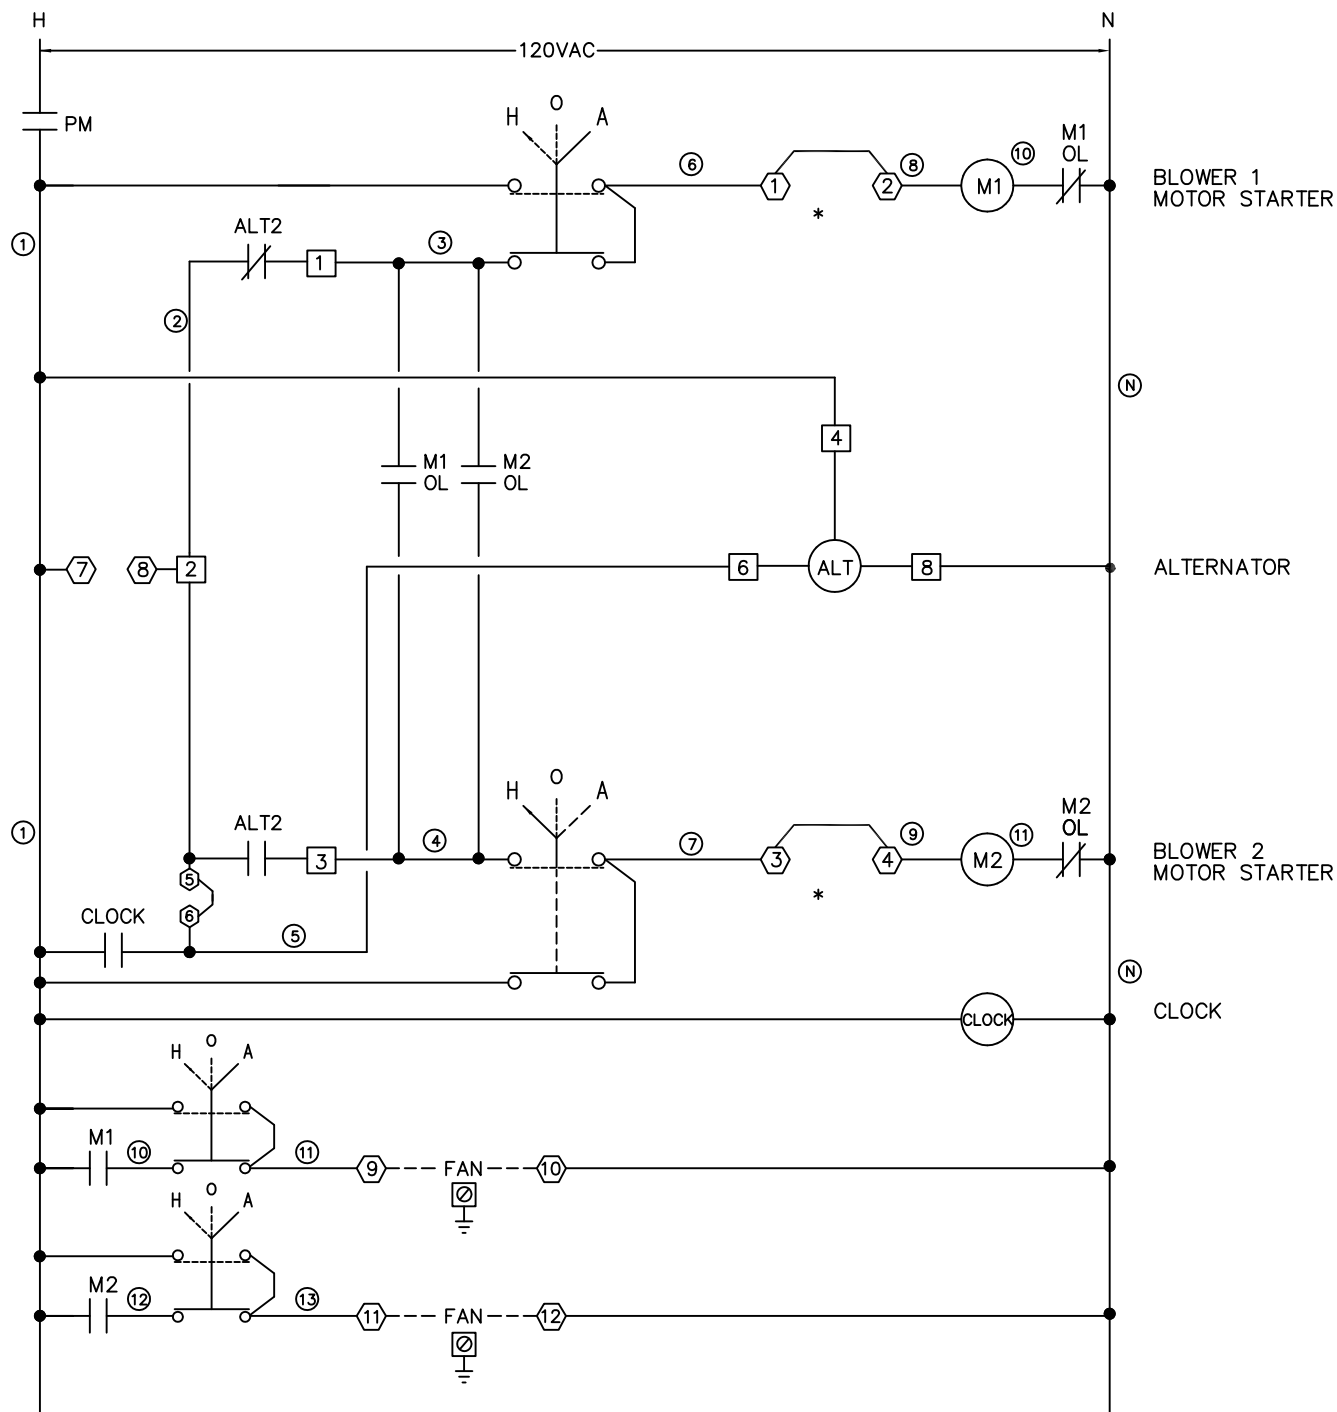 H N
120VAC
PM
H O A
6
1 2
8
M1
10
M1
OL
BLOWER 1
MOTOR STARTER
*
1
ALT2
1
3
2
N
4
M1
OL
M2
OL
7 8 2
6 ALT 8
ALTERNATOR
H O A
1
ALT2
3
4
7
3 4
9
M2
11
M2
OL
BLOWER 2
MOTOR STARTER
*
5
6
CLOCK
5
N
CLOCK
CLOCK
H O A
M1
10
11
9 FAN 10
H O A
M2
12
13
11 FAN 12